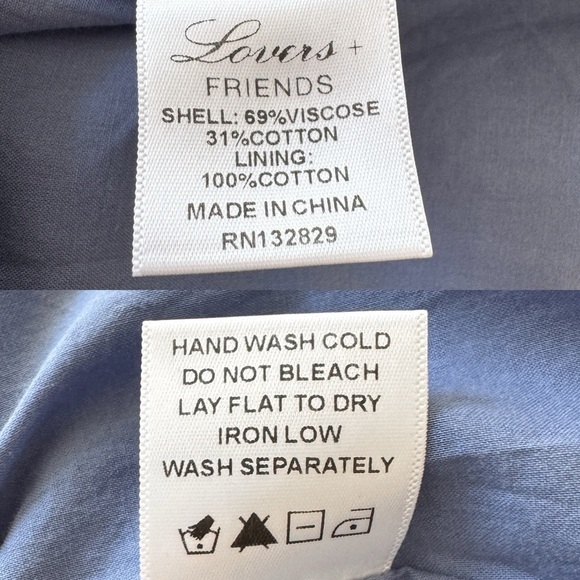 Lovers +
FRIENDS
SHELL: 69%VISCOSE
31%COTTON
LINING:
100%COTTON
MADE IN CHINA
RN132829
HAND WASH COLD
DO NOT BLEACH
LAY FLAT TO DRY
IRON LOW
WASH SEPARATELY